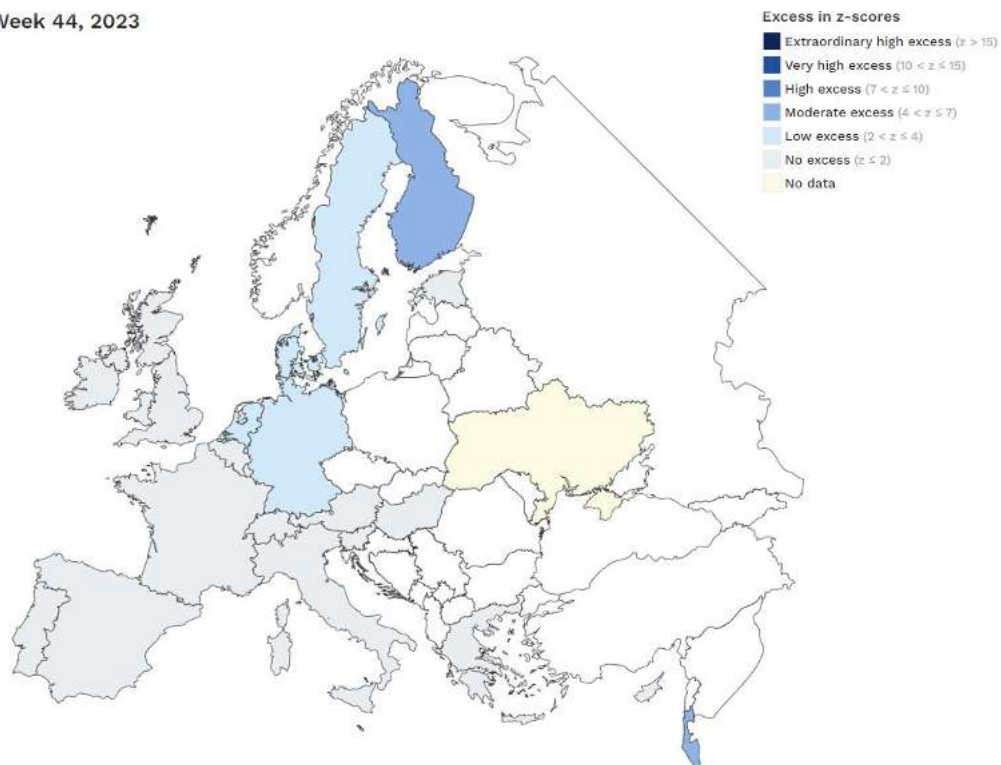 Week 44, 2023
Excess in z-scores
Extraordinary high excess (z > 15)
Very high excess (10 < z ≤ 15)
High excess (7 < z ≤ 10)
Moderate excess (4 < z ≤ 7)
Low excess (2 < z ≤ 4)
No excess (z ≤ 2)
No data